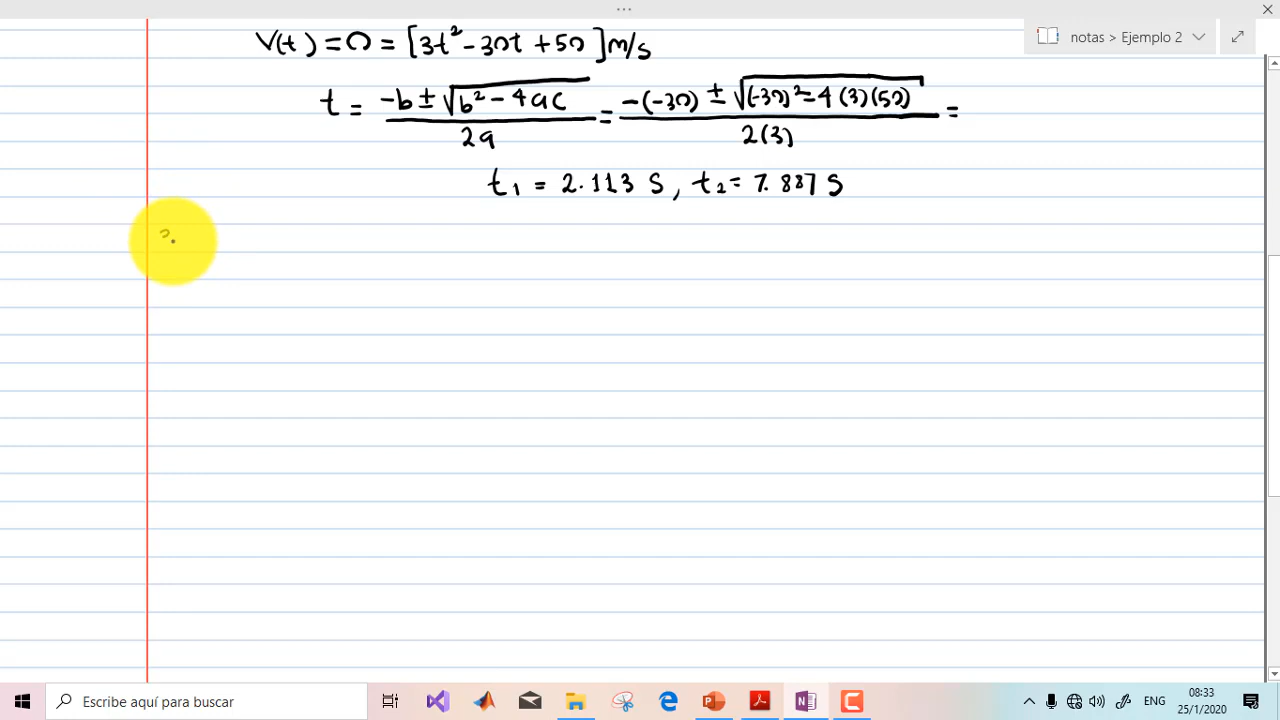 notas > Ejemplo 2
V(t) = 0 = [3t² - 30t + 50] m/s
t = (-b ± √(b² - 4ac)) / 2a = (-(-30) ± √((-30)² - 4(3)(50))) / 2(3) =
t₁ = 2.113 s, t₂ = 7.887 s
Escribe aquí para buscar
ENG
08:33
25/1/2020